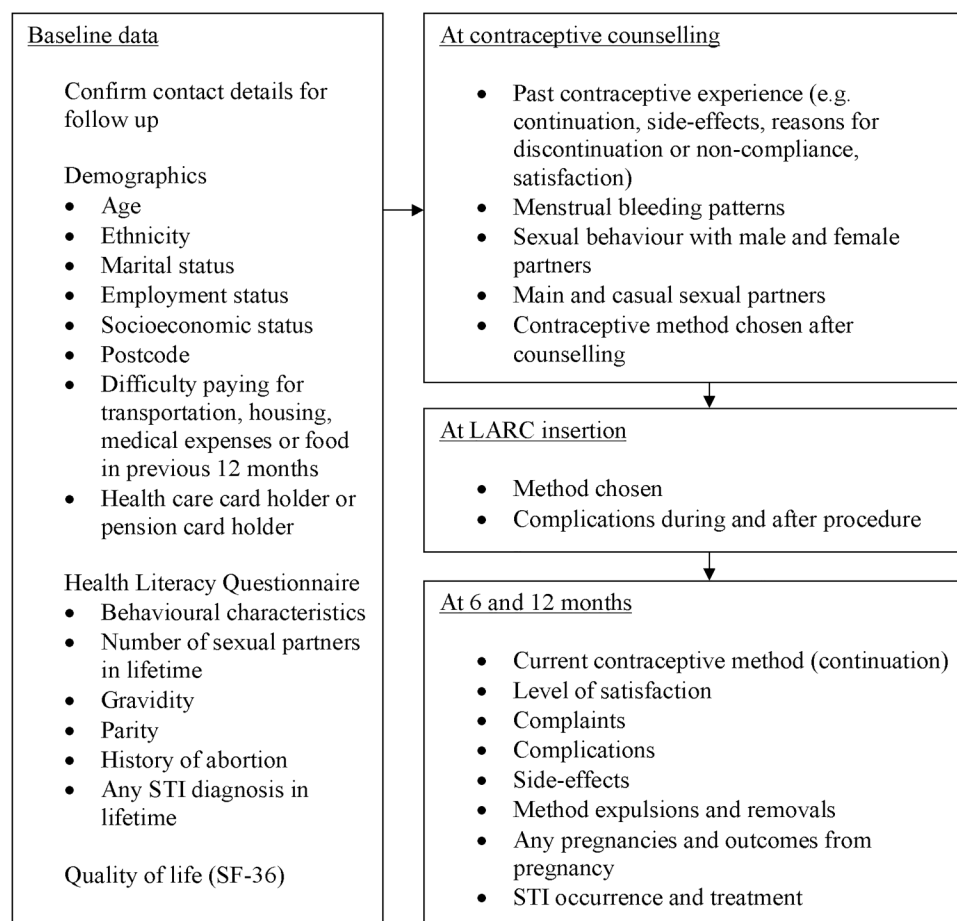 Baseline data
Confirm contact details for
follow up
Demographics
• Age
• Ethnicity
• Marital status
• Employment status
• Socioeconomic status
• Postcode
• Difficulty paying for
transportation, housing,
medical expenses or food
in previous 12 months
• Health care card holder or
pension card holder
Health Literacy Questionnaire
• Behavioural characteristics
• Number of sexual partners
in lifetime
• Gravidity
• Parity
• History of abortion
• Any STI diagnosis in
lifetime
Quality of life (SF-36)
At contraceptive counselling
• Past contraceptive experience (e.g.
continuation, side-effects, reasons for
discontinuation or non-compliance,
satisfaction)
• Menstrual bleeding patterns
• Sexual behaviour with male and female
partners
• Main and casual sexual partners
• Contraceptive method chosen after
counselling
At LARC insertion
• Method chosen
• Complications during and after procedure
At 6 and 12 months
• Current contraceptive method (continuation)
• Level of satisfaction
• Complaints
• Complications
• Side-effects
• Method expulsions and removals
• Any pregnancies and outcomes from
pregnancy
• STI occurrence and treatment